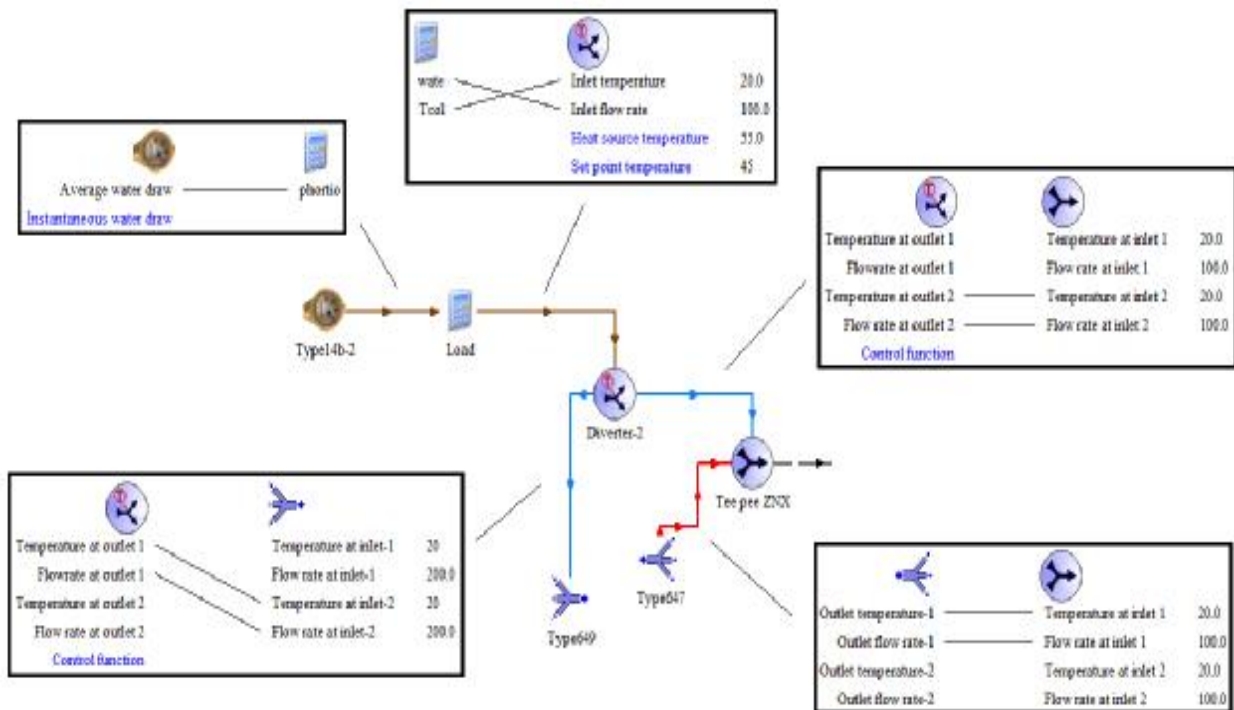 wate Inlet temperature 20.0
Tcol Inlet flow rate 100.0
Heat source temperature 55.0
Set point temperature 45
Average water draw phortio
Instantaneous water draw
Temperature at outlet 1 Temperature at inlet 1 20.0
Flowrate at outlet 1 Flow rate at inlet 1 100.0
Temperature at outlet 2 Temperature at inlet 2 20.0
Flow rate at outlet 2 Flow rate at inlet 2 100.0
Control function
Type14b-2
Load
Diverter-2
Tee pee ZNX
Type647
Type649
Temperature at outlet 1 Temperature at inlet-1 20
Flowrate at outlet 1 Flow rate at inlet-1 200.0
Temperature at outlet 2 Temperature at inlet-2 20
Flow rate at outlet 2 Flow rate at inlet-2 200.0
Control function
Outlet temperature-1 Temperature at inlet 1 20.0
Outlet flow rate-1 Flow rate at inlet 1 100.0
Outlet temperature-2 Temperature at inlet 2 20.0
Outlet flow rate-2 Flow rate at inlet 2 100.0